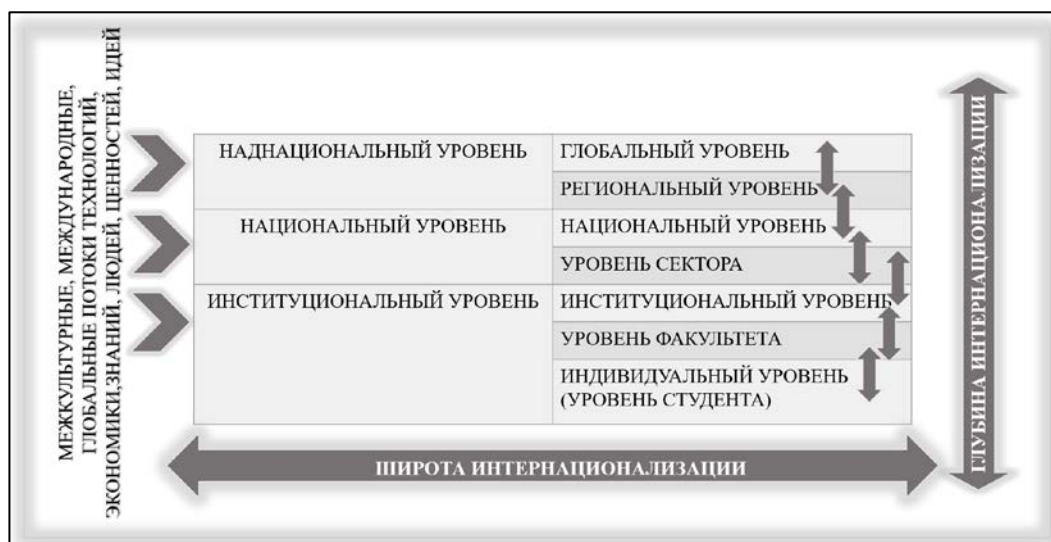 МЕЖКУЛЬТУРНЫЕ, МЕЖДУНАРОДНЫЕ,
ГЛОБАЛЬНЫЕ ПОТОКИ ТЕХНОЛОГИЙ,
ЭКОНОМИКИ,ЗНАНИЙ, ЛЮДЕЙ, ЦЕННОСТЕЙ, ИДЕЙ
НАДНАЦИОНАЛЬНЫЙ УРОВЕНЬ
ГЛОБАЛЬНЫЙ УРОВЕНЬ
РЕГИОНАЛЬНЫЙ УРОВЕНЬ
НАЦИОНАЛЬНЫЙ УРОВЕНЬ
НАЦИОНАЛЬНЫЙ УРОВЕНЬ
УРОВЕНЬ СЕКТОРА
ИНСТИТУЦИОНАЛЬНЫЙ УРОВЕНЬ
ИНСТИТУЦИОНАЛЬНЫЙ УРОВЕНЬ
УРОВЕНЬ ФАКУЛЬТЕТА
ИНДИВИДУАЛЬНЫЙ УРОВЕНЬ
(УРОВЕНЬ СТУДЕНТА)
ШИРОТА ИНТЕРНАЦИОНАЛИЗАЦИИ
ГЛУБИНА ИНТЕРНАЦИОНАЛИЗАЦИИ